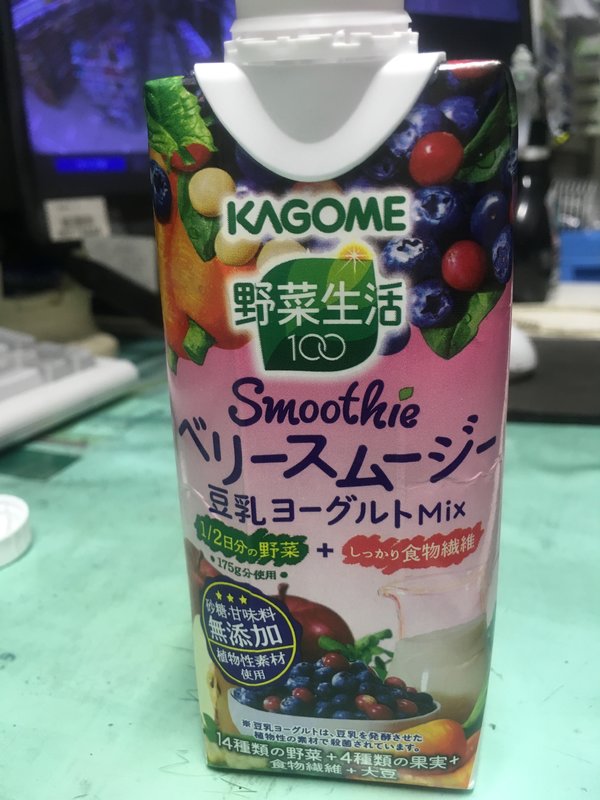 KAGOME
野菜生活
100
Smoothie
ベリースムージー
豆乳ヨーグルトMix
1/2日分の野菜 + しっかり食物繊維
●175g分使用●
砂糖・甘味料
無添加
植物性素材
使用
※豆乳ヨーグルトは、豆乳を発酵させた
植物性の素材で殺菌されています。
14種類の野菜+4種類の果実+
食物繊維+大豆